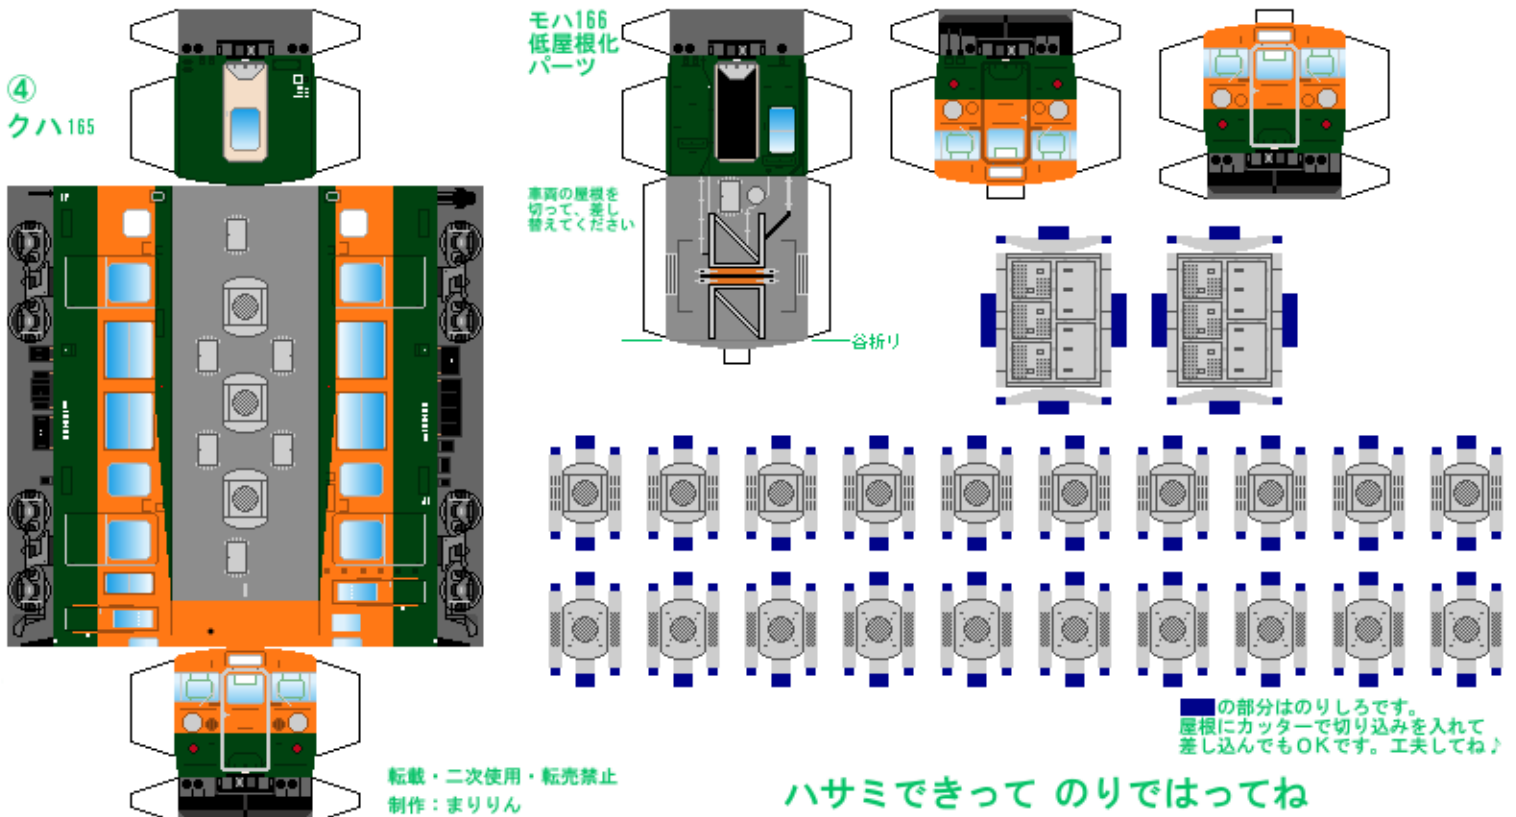 ④
クハ165
モハ166
低屋根化
パーツ
車両の屋根を
切って、差し
替えてください
谷折り
の部分はのりしろです。
屋根にカッターで切り込みを入れて
差し込んでもOKです。工夫してね♪
転載・二次使用・転売禁止
制作：まりりん
ハサミできって のりではってね